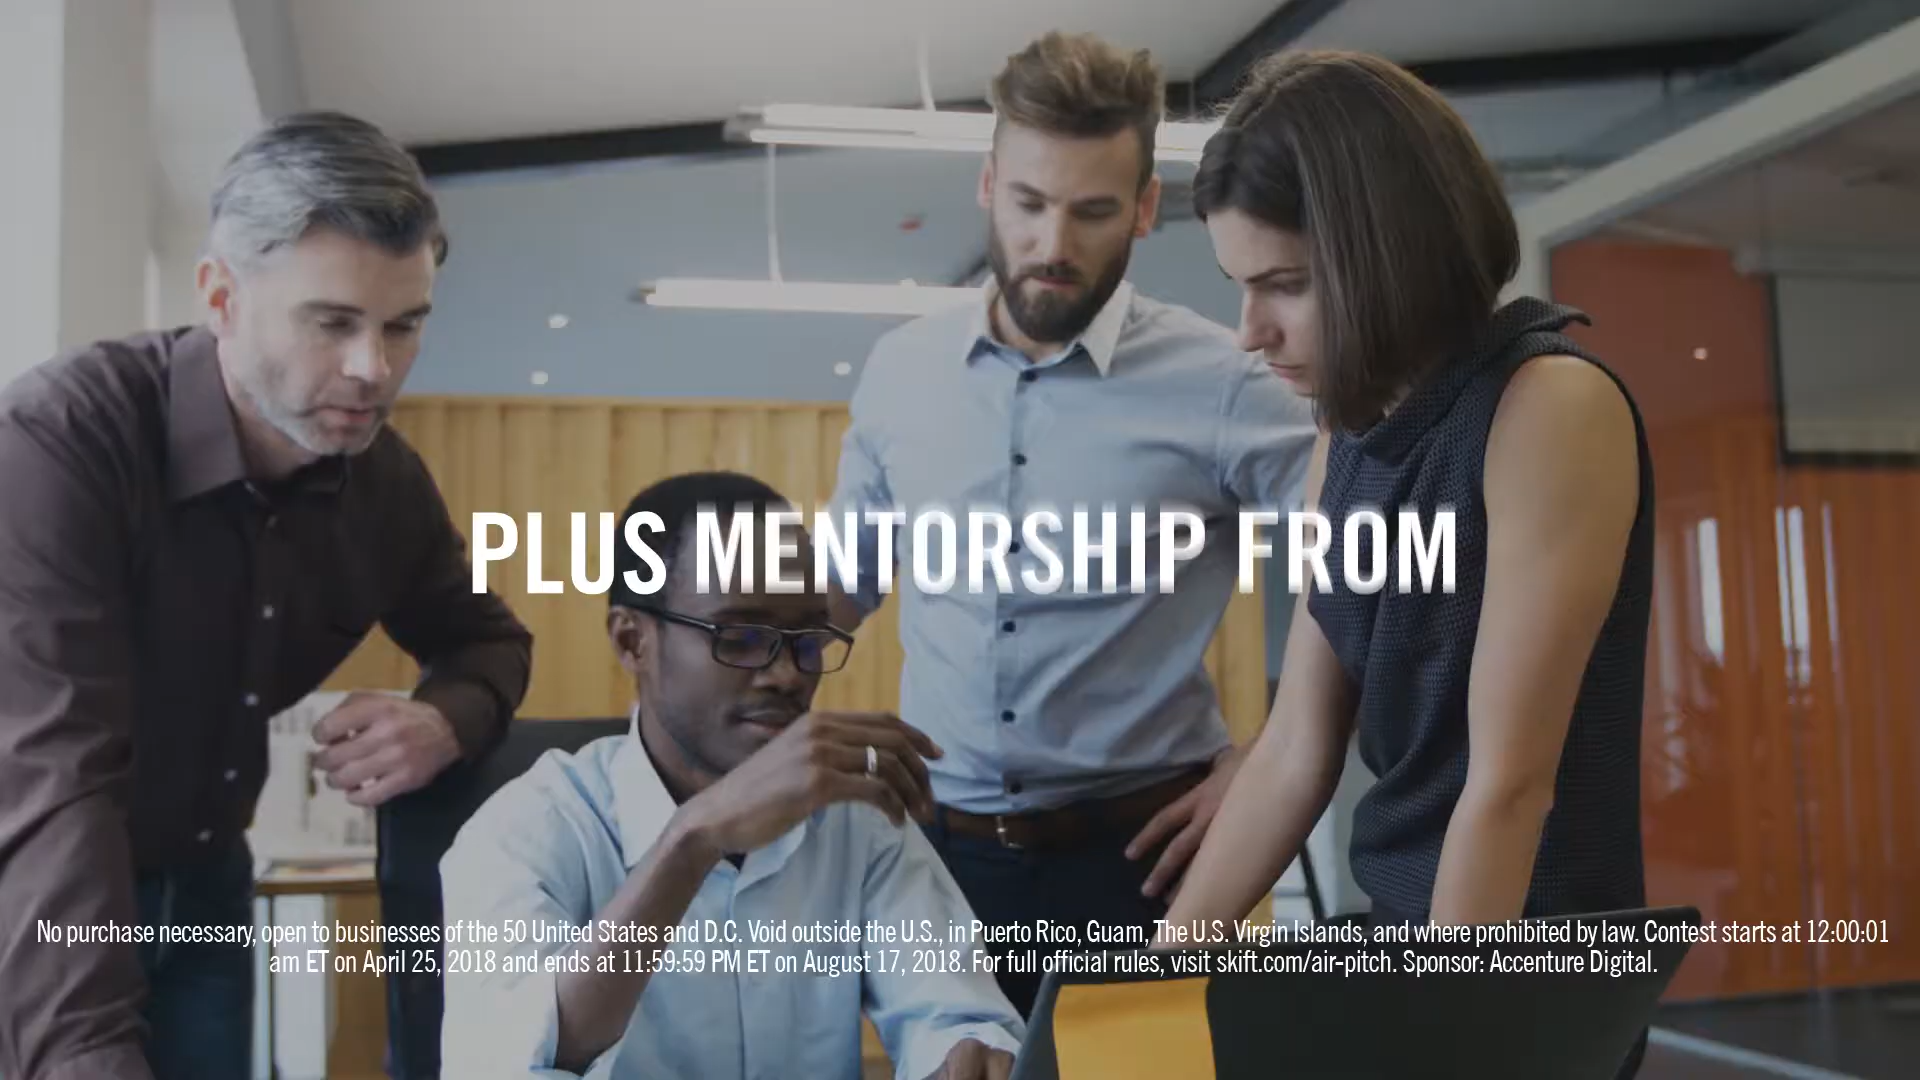 PLUS MENTORSHIP FROM
No purchase necessary, open to businesses of the 50 United States and D.C. Void outside the U.S., in Puerto Rico, Guam, The U.S. Virgin Islands, and where prohibited by law. Contest starts at 12:00:01
am ET on April 25, 2018 and ends at 11:59:59 PM ET on August 17, 2018. For full official rules, visit skift.com/air-pitch. Sponsor: Accenture Digital.